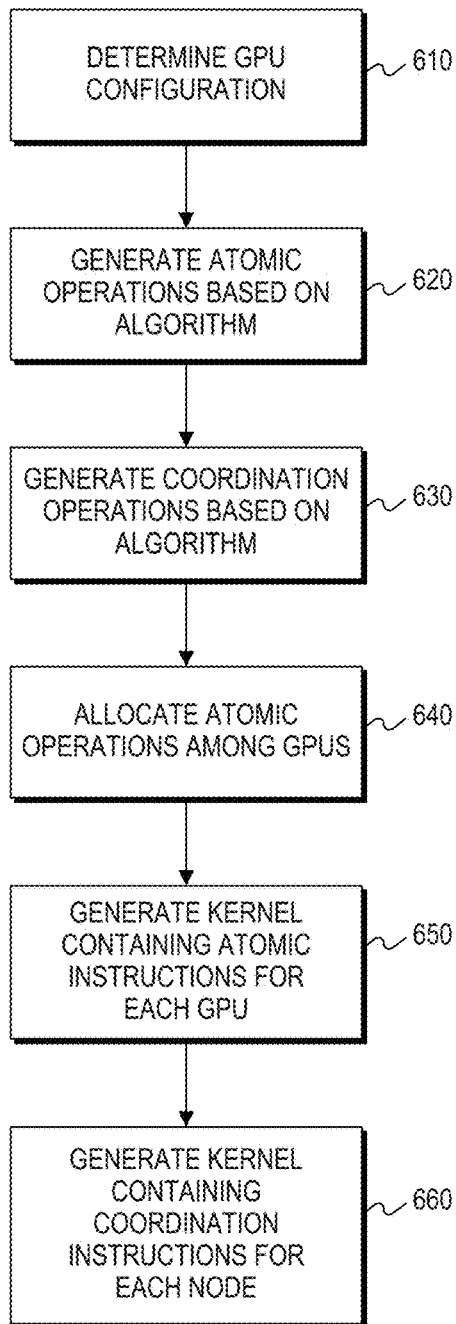 DETERMINE GPU
CONFIGURATION
610
GENERATE ATOMIC
OPERATIONS BASED ON
ALGORITHM
620
GENERATE COORDINATION
OPERATIONS BASED ON
ALGORITHM
630
ALLOCATE ATOMIC
OPERATIONS AMONG GPUS
640
GENERATE KERNEL
CONTAINING ATOMIC
INSTRUCTIONS FOR
EACH GPU
650
GENERATE KERNEL
CONTAINING
COORDINATION
INSTRUCTIONS FOR
EACH NODE
660